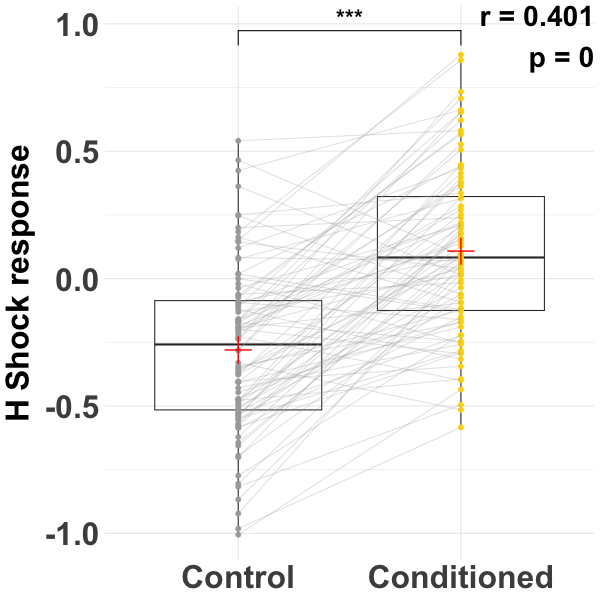 ***
r = 0.401
p = 0
1.0
0.5
0.0
-0.5
-1.0
H Shock response
Control
Conditioned